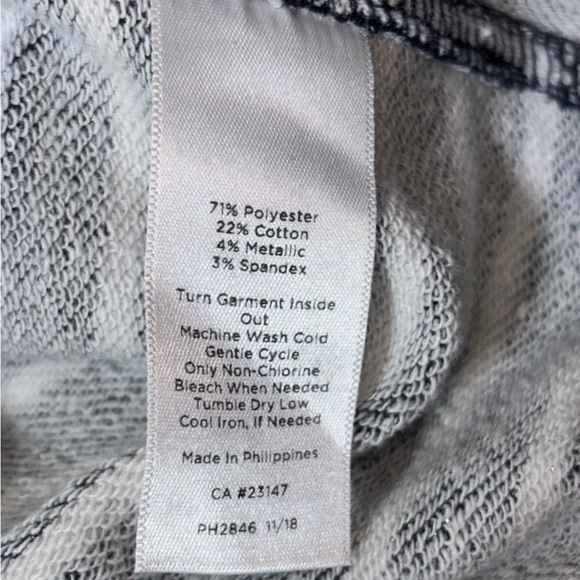 71% Polyester
22% Cotton
4% Metallic
3% Spandex
Turn Garment Inside
Out
Machine Wash Cold
Gentle Cycle
Only Non-Chlorine
Bleach When Needed
Tumble Dry Low
Cool Iron, If Needed
Made In Philippines
CA #23147
PH2846 11/18